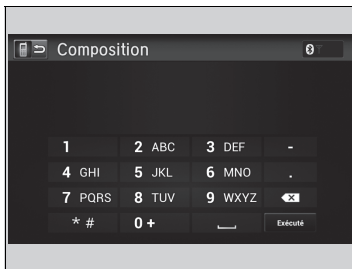 Composition
1 2 ABC 3 DEF -
4 GHI 5 JKL 6 MNO .
7 PQRS 8 TUV 9 WXYZ
* # 0 + Exécuté